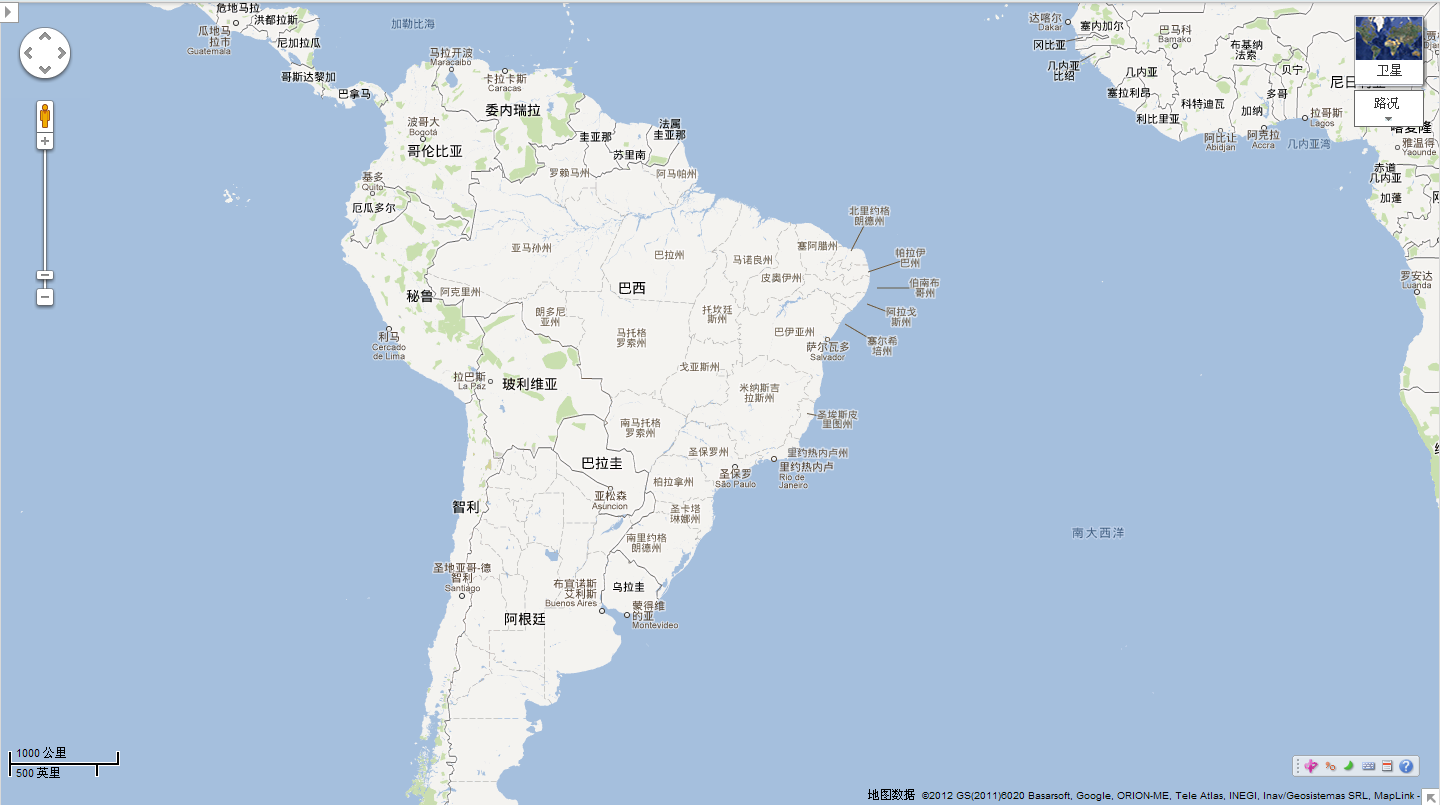 危地马拉
洪都拉斯
瓜地马
拉市
Guatemala
尼加拉瓜
哥斯达黎加
巴拿马
加勒比海
马拉开波
Maracaibo
卡拉卡斯
Caracas
委内瑞拉
波哥大
Bogotá
哥伦比亚
圭亚那
苏里南
法属
圭亚那
基多
Quito
厄瓜多尔
罗赖马州
阿马帕州
亚马孙州
巴拉州
马诺良州
塞阿腊州
北里约格
朗德州
帕拉伊
巴州
皮奥伊州
伯南布
哥州
秘鲁
阿克里州
巴西
朗多尼
亚州
托坎廷
斯州
阿拉戈
斯州
马托格
罗索州
巴伊亚州
塞尔希
培州
利马
Cercado
de Lima
萨尔瓦多
Salvador
拉巴斯
La Paz
玻利维亚
戈亚斯州
米纳斯吉
拉斯州
南马托格
罗索州
圣埃斯皮
里图州
圣保罗州
里约热内卢州
巴拉圭
圣保罗
São Paulo
里约热内卢
Rio de
Janeiro
柏拉拿州
亚松森
Asuncion
智利
圣卡塔
琳娜州
南里约格
朗德州
圣地亚哥-德
智利
Santiago
布宜诺斯
艾利斯
Buenos Aires
乌拉圭
蒙得维
的亚
Montevideo
阿根廷
南大西洋
达喀尔
Dakar
塞内加尔
冈比亚
几内亚
比绍
巴马科
Bamako
几内亚
塞拉利昂
利比里亚
布基纳
法索
科特迪瓦
阿比让
Abidjan
加纳
阿克拉
Accra
多哥
贝宁
拉哥斯
Lagos
几内亚湾
喀麦隆
雅温得
Yaounde
赤道
几内亚
加蓬
罗安达
Luanda
卫星
路况
1000 公里
500 英里
地图数据 ©2012 GS(2011)6020 Basarsoft, Google, ORION-ME, Tele Atlas, INEGI, Inav/Geosistemas SRL, MapLink -